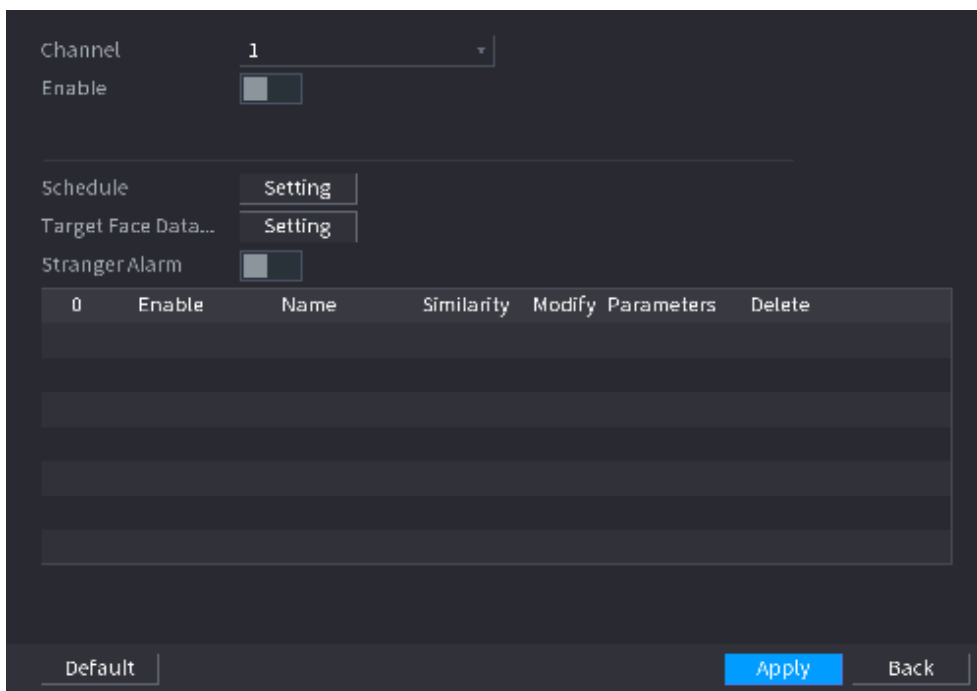 Channel 1
Enable
Schedule Setting
Target Face Data... Setting
Stranger Alarm
0 Enable Name Similarity Modify Parameters Delete
Default Apply Back